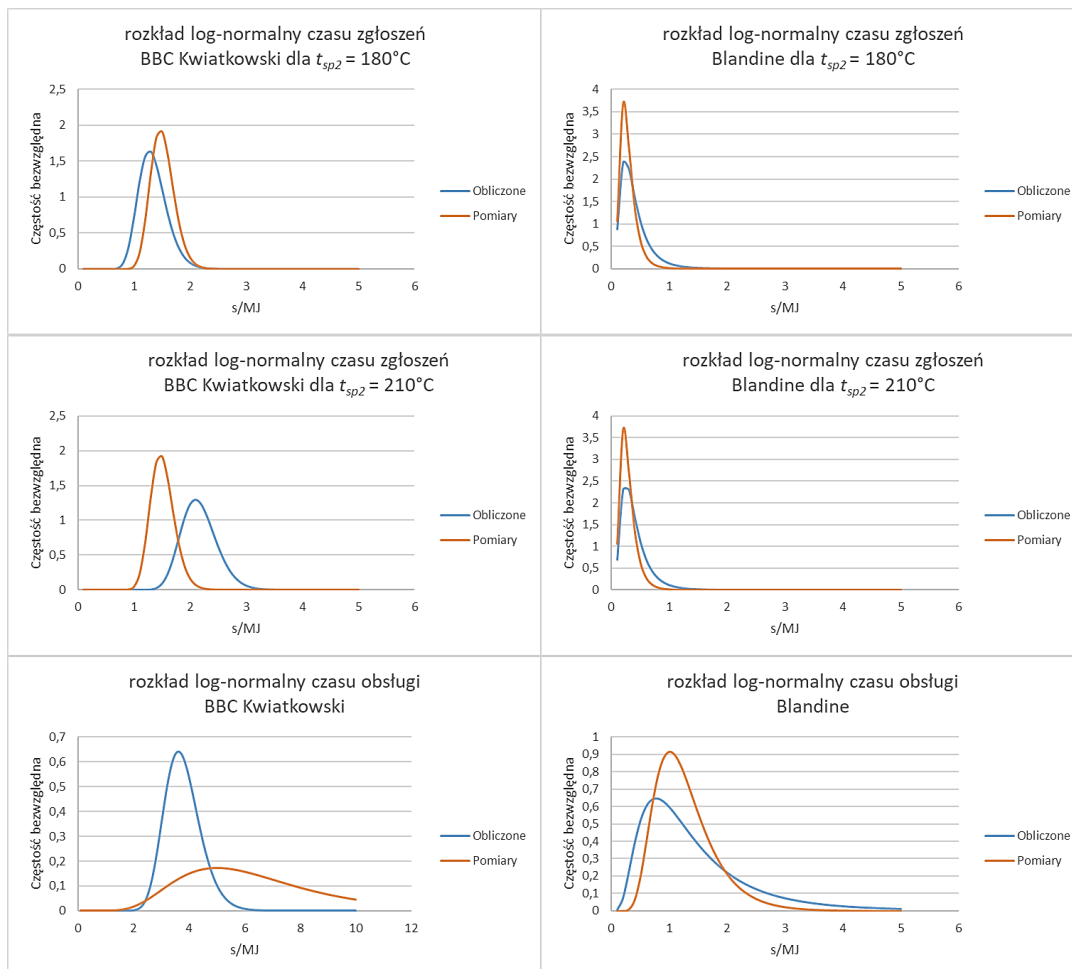 rozkład log-normalny czasu zgłoszeń
BBC Kwiatkowski dla tsp2 = 180°C
Częstość bezwzględna
2,5
2
1,5
1
0,5
0
0 1 2 3 4 5 6
s/MJ
Obliczone
Pomiary
rozkład log-normalny czasu zgłoszeń
Blandine dla tsp2 = 180°C
Częstość bezwzględna
4
3,5
3
2,5
2
1,5
1
0,5
0
0 1 2 3 4 5 6
s/MJ
Obliczone
Pomiary
rozkład log-normalny czasu zgłoszeń
BBC Kwiatkowski dla tsp2 = 210°C
Częstość bezwzględna
2,5
2
1,5
1
0,5
0
0 1 2 3 4 5 6
s/MJ
Obliczone
Pomiary
rozkład log-normalny czasu zgłoszeń
Blandine dla tsp2 = 210°C
Częstość bezwzględna
4
3,5
3
2,5
2
1,5
1
0,5
0
0 1 2 3 4 5 6
s/MJ
Obliczone
Pomiary
rozkład log-normalny czasu obsługi
BBC Kwiatkowski
Częstość bezwzględna
0,7
0,6
0,5
0,4
0,3
0,2
0,1
0
0 2 4 6 8 10 12
s/MJ
Obliczone
Pomiary
rozkład log-normalny czasu obsługi
Blandine
Częstość bezwzględna
1
0,9
0,8
0,7
0,6
0,5
0,4
0,3
0,2
0,1
0
0 1 2 3 4 5 6
s/MJ
Obliczone
Pomiary